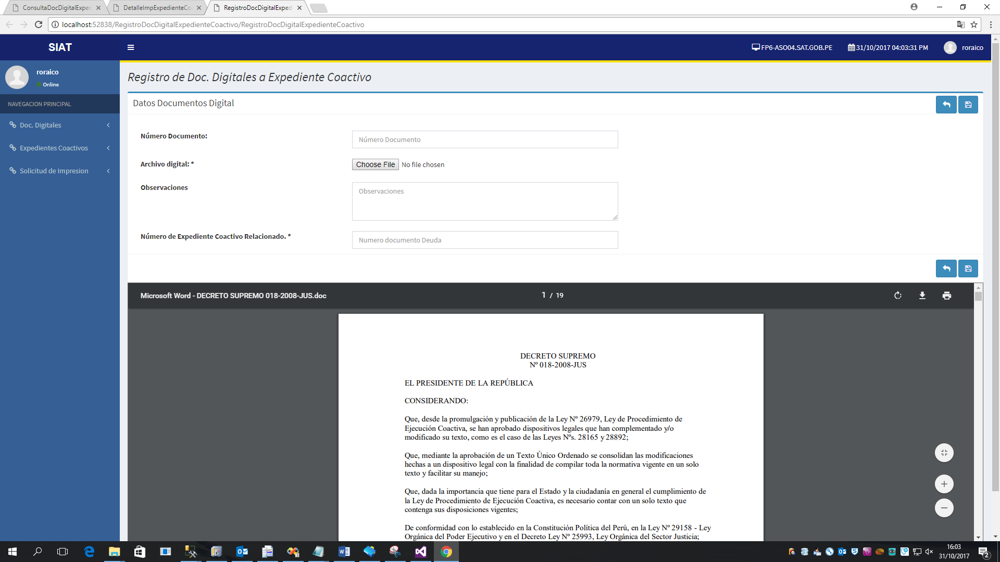 ConsultaDocDigitalExpec
DetalleImpExpedienteCo
RegistroDocDigitalExped
localhost:52838/RegistroDocDigitalExpedienteCoactivo/RegistroDocDigitalExpedienteCoactivo
SIAT
FP6-ASO04.SAT.GOB.PE
31/10/2017 04:03:31 PM
roraico
roraico
Online
NAVEGACION PRINCIPAL
Doc. Digitales
Expedientes Coactivos
Solicitud de Impresion
Registro de Doc. Digitales a Expediente Coactivo
Datos Documentos Digital
Número Documento:
Número Documento
Archivo digital: *
Choose File No file chosen
Observaciones
Observaciones
Número de Expediente Coactivo Relacionado. *
Numero documento Deuda
Microsoft Word - DECRETO SUPREMO 018-2008-JUS.doc
1 / 19
DECRETO SUPREMO
Nº 018-2008-JUS
EL PRESIDENTE DE LA REPÚBLICA
CONSIDERANDO:
Que, desde la promulgación y publicación de la Ley Nº 26979, Ley de Procedimiento de
Ejecución Coactiva, se han aprobado dispositivos legales que han complementado y/o
modificado su texto, como es el caso de las Leyes Nºs. 28165 y 28892;
Que, mediante la aprobación de un Texto Único Ordenado se consolidan las modificaciones
hechas a un dispositivo legal con la finalidad de compilar toda la normativa vigente en un solo
texto y facilitar su manejo;
Que, dada la importancia que tiene para el Estado y la ciudadanía en general el cumplimiento de
la Ley de Procedimiento de Ejecución Coactiva, es necesario contar con un solo texto que
contenga sus disposiciones vigentes;
De conformidad con lo establecido en la Constitución Política del Perú, en la Ley Nº 29158 - Ley
Orgánica del Poder Ejecutivo y en el Decreto Ley Nº 25993, Ley Orgánica del Sector Justicia;
16:03
31/10/2017
2